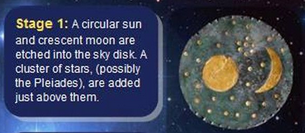 Stage 1: A circular sun
and crescent moon are
etched into the sky disk. A
cluster of stars, (possibly
the Pleiades), are added
just above them.